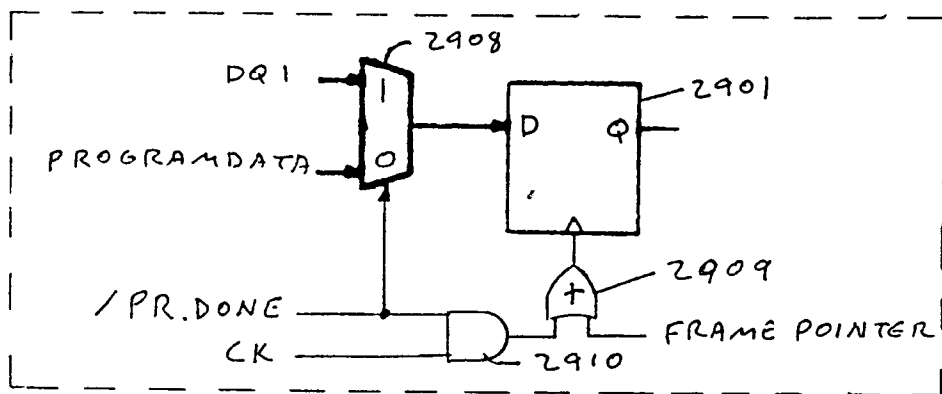 2908
DQ1
1
2901
D
Q
PROGRAMDATA
0
2909
+
/PR.DONE
FRAME POINTER
CK
2910